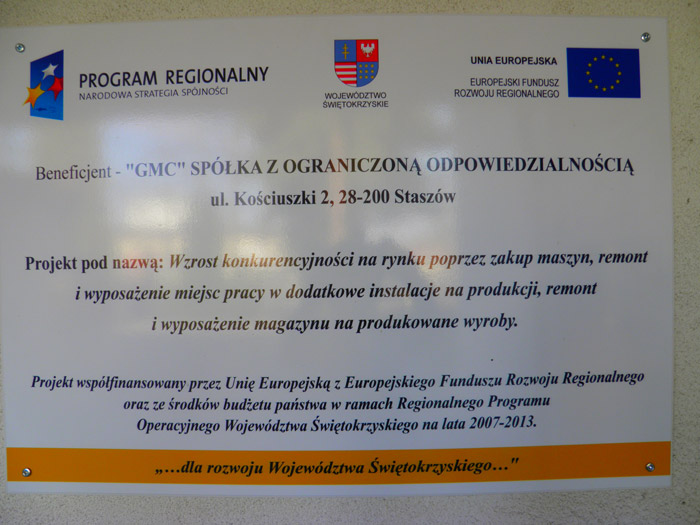 PROGRAM REGIONALNY
NARODOWA STRATEGIA SPÓJNOŚCI
WOJEWÓDZTWO
ŚWIĘTOKRZYSKIE
UNIA EUROPEJSKA
EUROPEJSKI FUNDUSZ
ROZWOJU REGIONALNEGO
Beneficjent - "GMC" SPÓŁKA Z OGRANICZONĄ ODPOWIEDZIALNOŚCIĄ
ul. Kościuszki 2, 28-200 Staszów
Projekt pod nazwą: Wzrost konkurencyjności na rynku poprzez zakup maszyn, remont
i wyposażenie miejsc pracy w dodatkowe instalacje na produkcji, remont
i wyposażenie magazynu na produkowane wyroby.
Projekt współfinansowany przez Unię Europejską z Europejskiego Funduszu Rozwoju Regionalnego
oraz ze środków budżetu państwa w ramach Regionalnego Programu
Operacyjnego Województwa Świętokrzyskiego na lata 2007-2013.
„…dla rozwoju Województwa Świętokrzyskiego…"